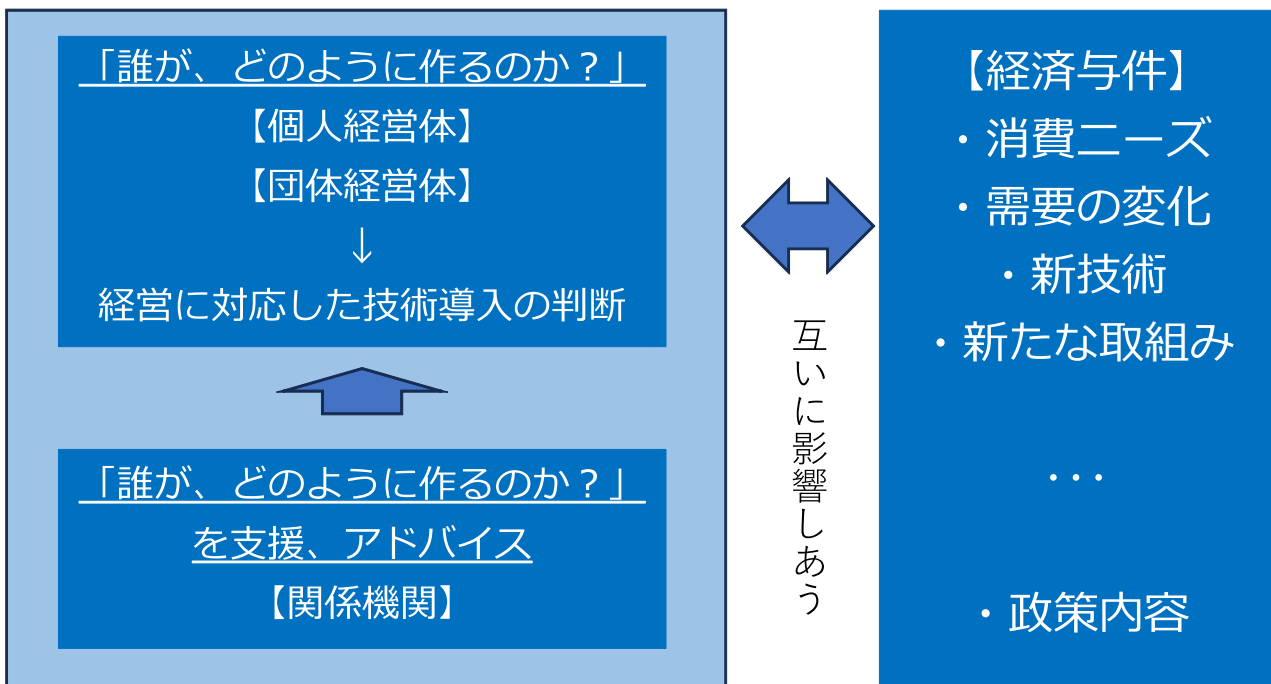 「誰が、どのように作るのか？」
【個人経営体】
【団体経営体】
↓
経営に対応した技術導入の判断
「誰が、どのように作るのか？」
を支援、アドバイス
【関係機関】
互いに影響しあう
【経済与件】
・消費ニーズ
・需要の変化
・新技術
・新たな取組み
・・・
・政策内容